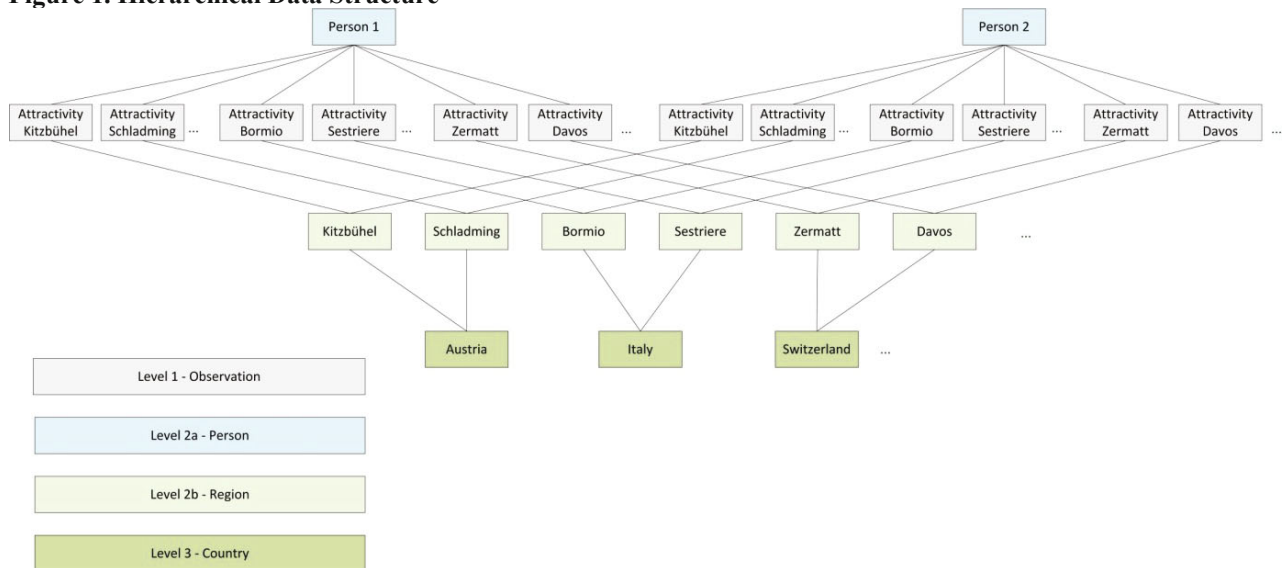 Figure 1. Hierarchical Data Structure
Person 1
Person 2
Attractivity
Kitzbühel
Attractivity
Schladming
...
Attractivity
Bormio
Attractivity
Sestriere
...
Attractivity
Zermatt
Attractivity
Davos
...
Attractivity
Kitzbühel
Attractivity
Schladming
...
Attractivity
Bormio
Attractivity
Sestriere
...
Attractivity
Zermatt
Attractivity
Davos
...
Kitzbühel
Schladming
Bormio
Sestriere
Zermatt
Davos
...
Austria
Italy
Switzerland
...
Level 1 - Observation
Level 2a - Person
Level 2b - Region
Level 3 - Country